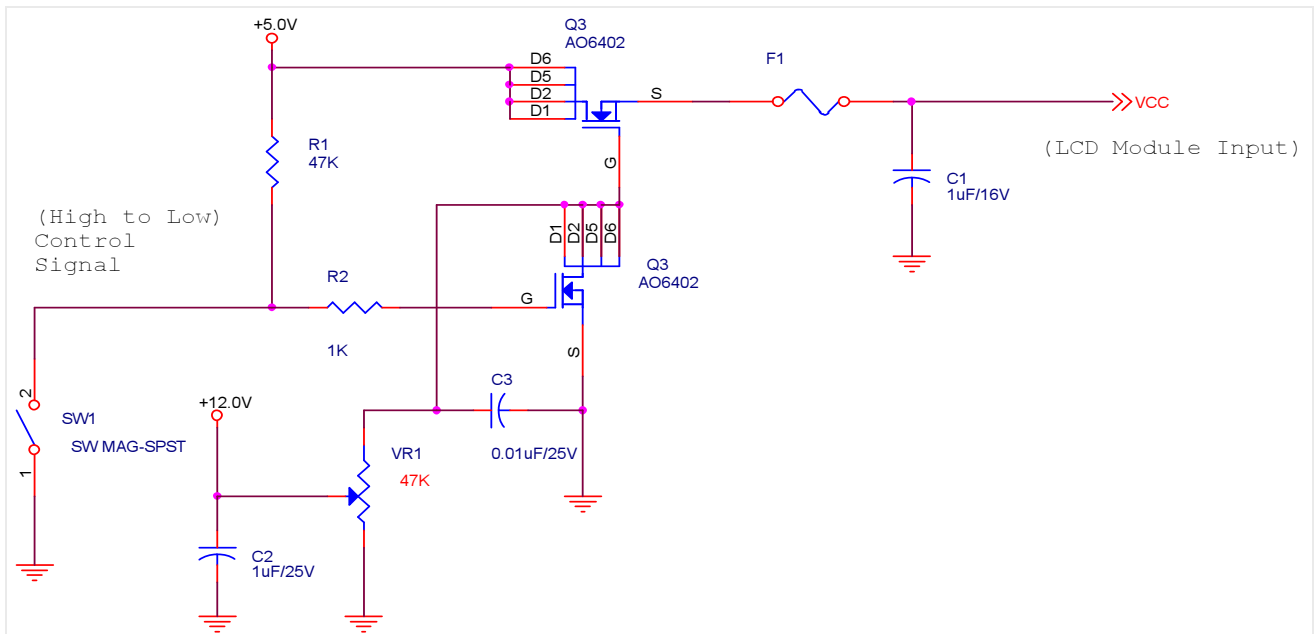 +5.0V
Q3
AO6402
D6
D5
D2
D1
S
G
F1
VCC
(LCD Module Input)
C1
1uF/16V
R1
47K
(High to Low)
Control
Signal
R2
1K
G
D1
D2
D5
D6
Q3
AO6402
S
C3
0.01uF/25V
2
SW1
SW MAG-SPST
1
+12.0V
VR1
47K
C2
1uF/25V